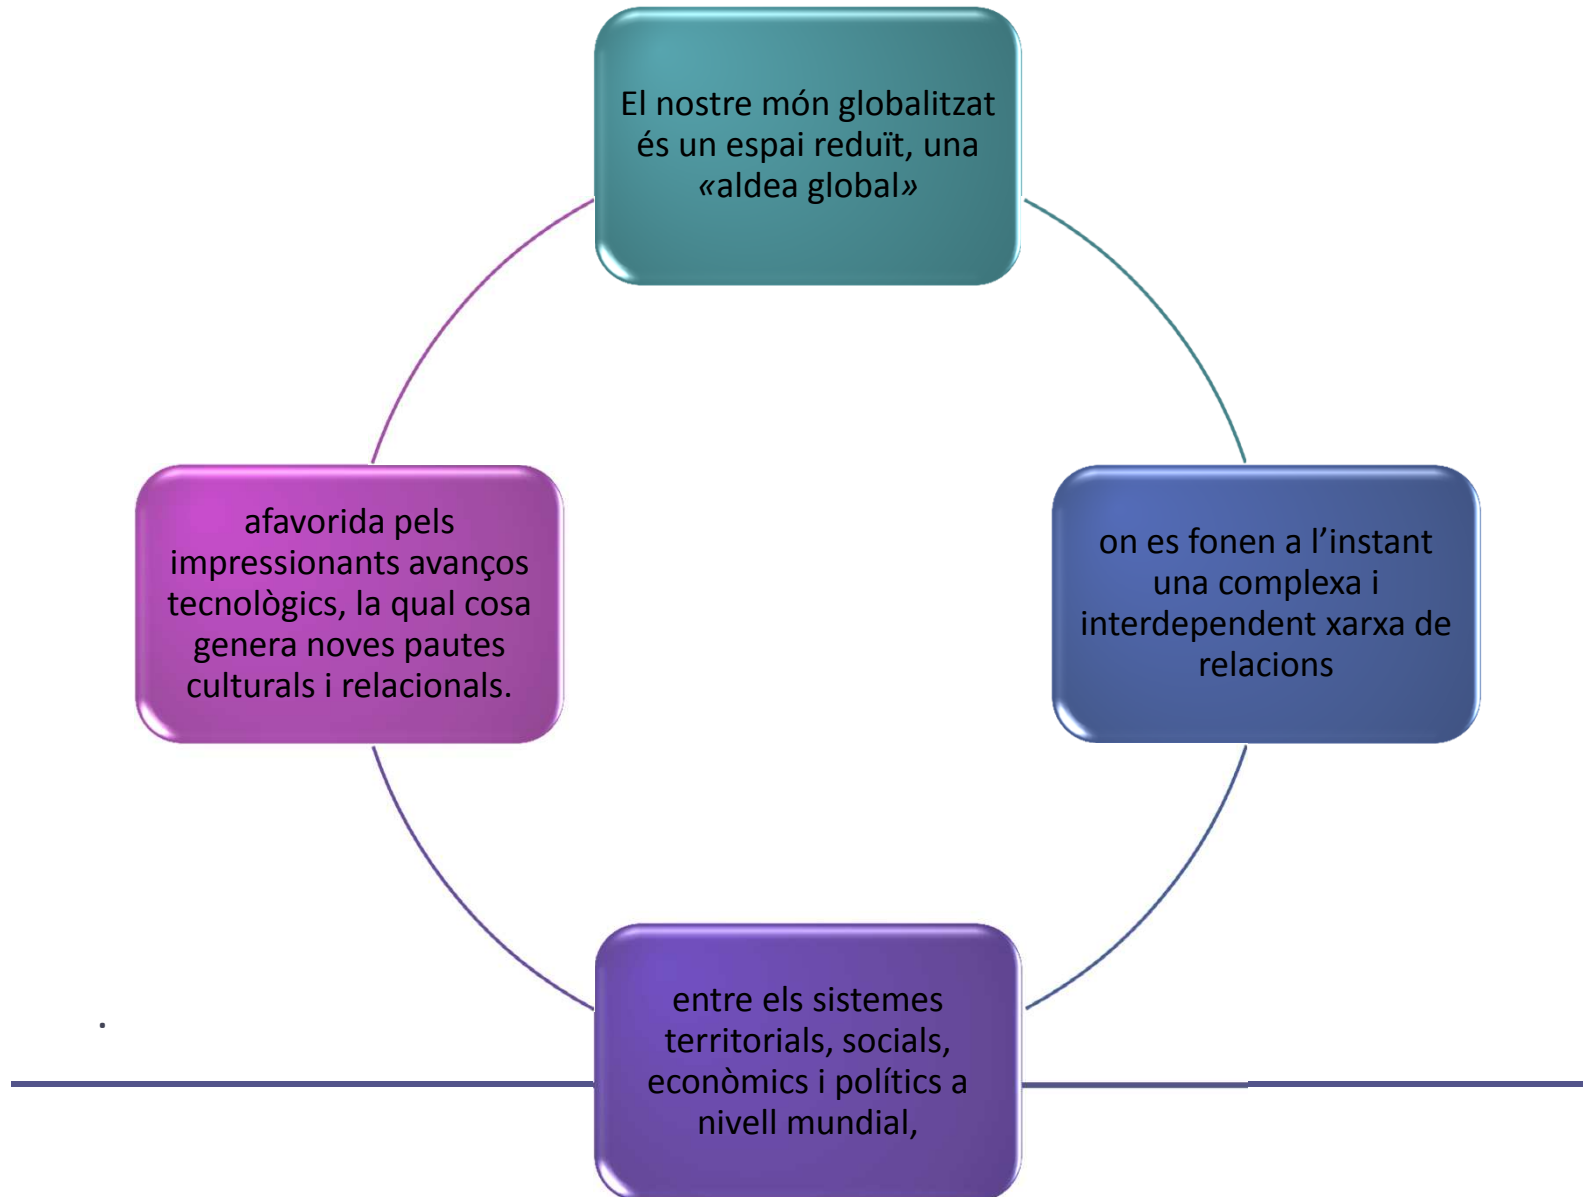 El nostre món globalitzat
és un espai reduït, una
«aldea global»
on es fonen a l’instant
una complexa i
interdependent xarxa de
relacions
entre els sistemes
territorials, socials,
econòmics i polítics a
nivell mundial,
afavorida pels
impressionants avanços
tecnològics, la qual cosa
genera noves pautes
culturals i relacionals.
.